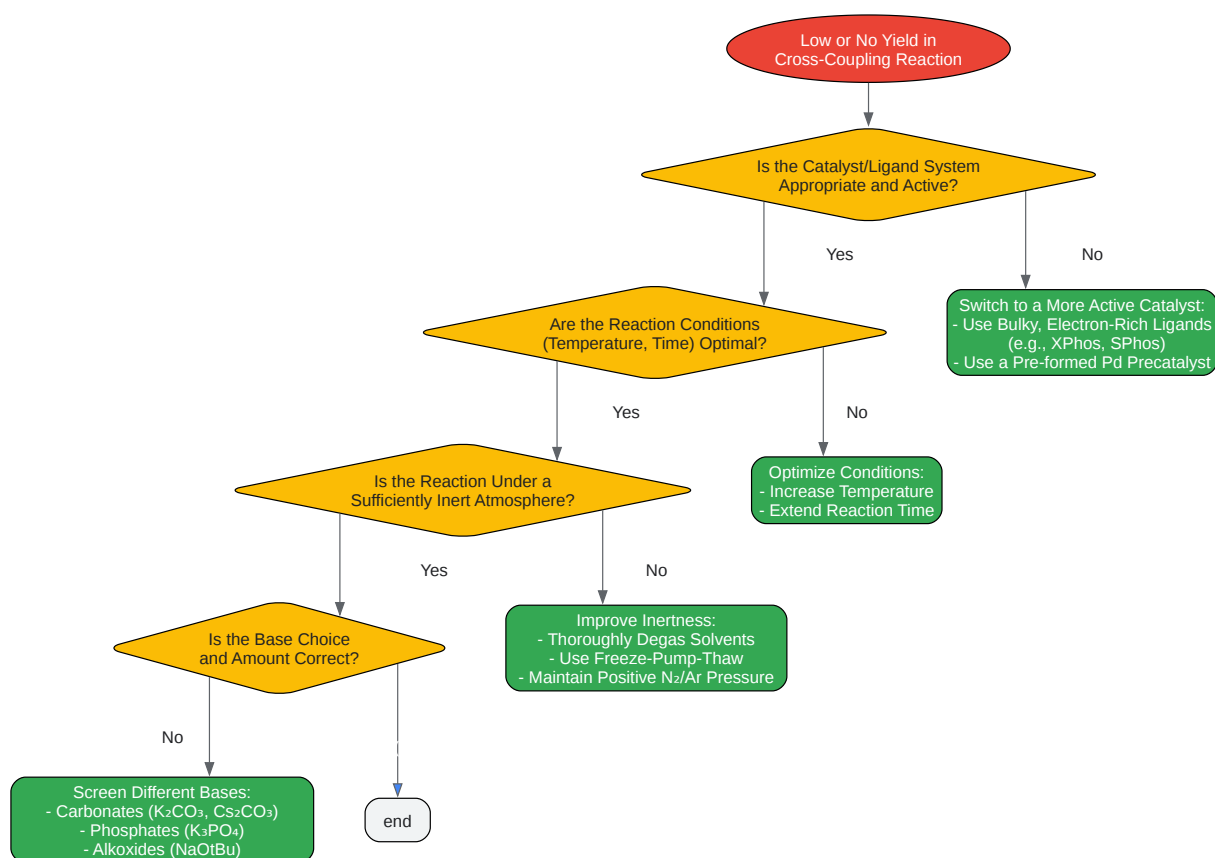 Low or No Yield in
Cross-Coupling Reaction
Is the Catalyst/Ligand System
Appropriate and Active?
Yes
No
Are the Reaction Conditions
(Temperature, Time) Optimal?
Switch to a More Active Catalyst:
- Use Bulky, Electron-Rich Ligands
(e.g., XPhos, SPhos)
- Use a Pre-formed Pd Precatalyst
Yes
No
Is the Reaction Under a
Sufficiently Inert Atmosphere?
Optimize Conditions:
- Increase Temperature
- Extend Reaction Time
Yes
No
Is the Base Choice
and Amount Correct?
Improve Inertness:
- Thoroughly Degas Solvents
- Use Freeze-Pump-Thaw
- Maintain Positive N₂/Ar Pressure
No
Screen Different Bases:
- Carbonates (K₂CO₃, Cs₂CO₃)
- Phosphates (K₃PO₄)
- Alkoxides (NaOtBu)
end